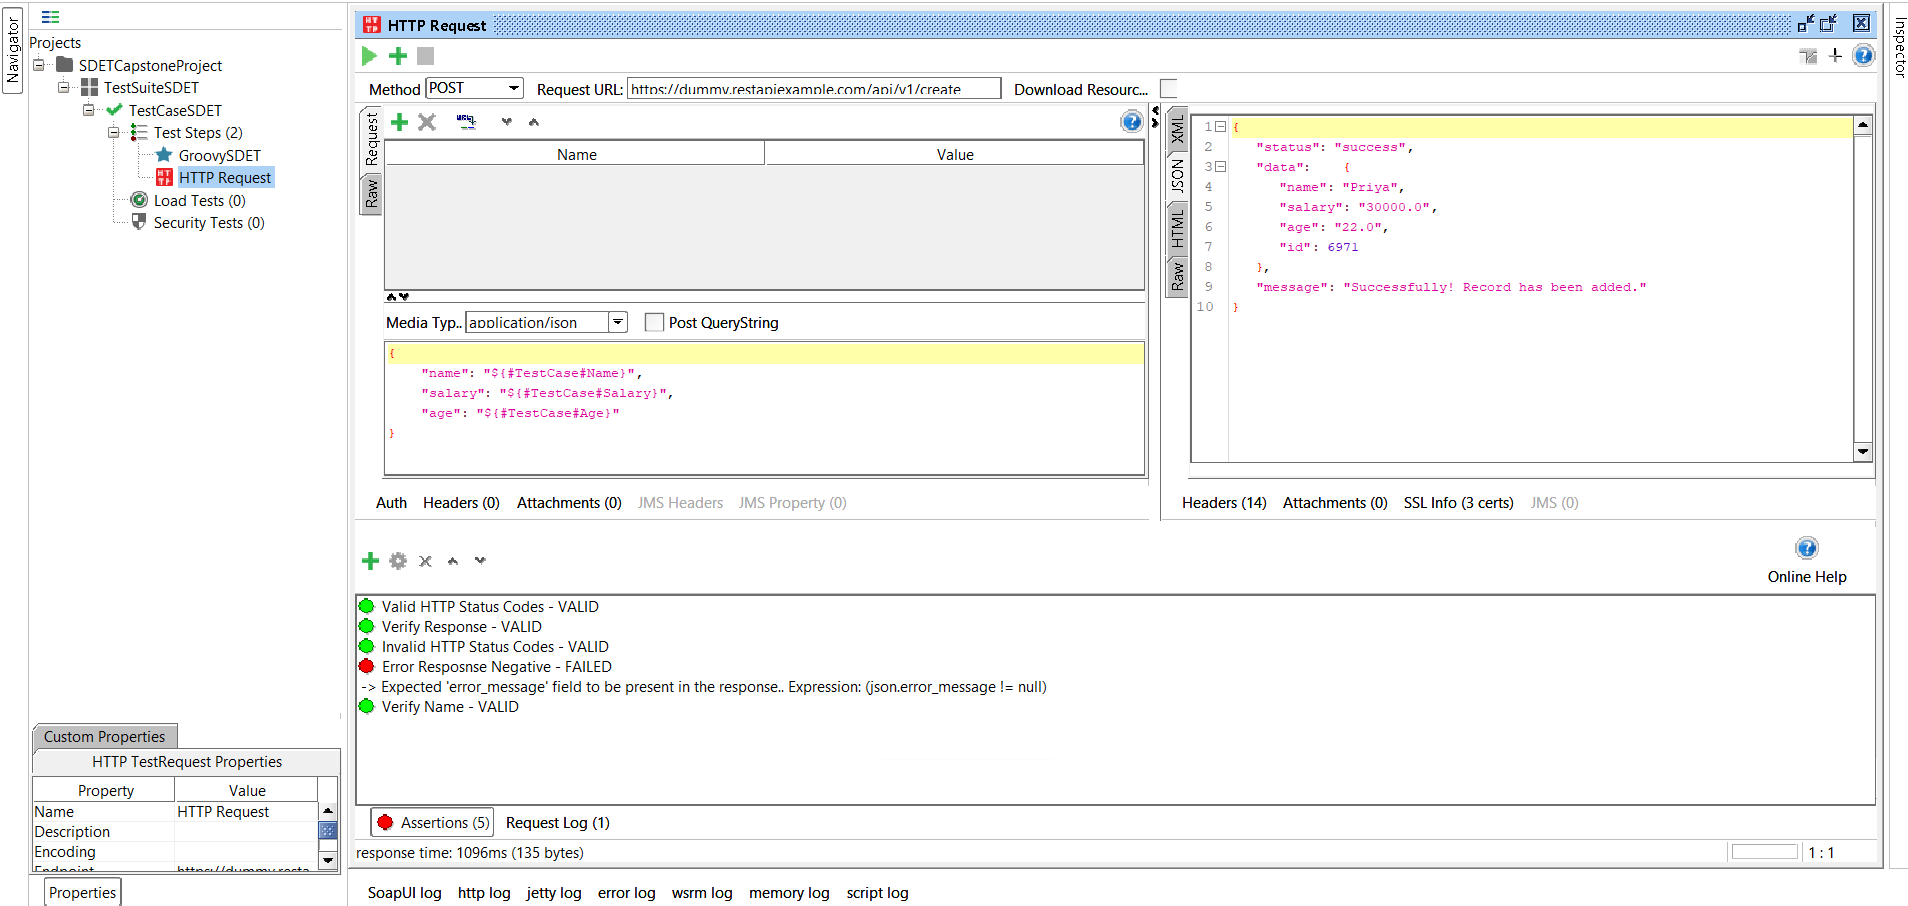 Navigator
Projects
SDETCapstoneProject
TestSuiteSDET
TestCaseSDET
Test Steps (2)
GroovySDET
HTTP Request
Load Tests (0)
Security Tests (0)
Custom Properties
HTTP TestRequest Properties
Property Value
Name HTTP Request
Description
Encoding
Endpoint https://dummy.resta
Properties
HTTP Request
Method POST Request URL: https://dummy.restapiexample.com/api/v1/create Download Resourc...
Request
Raw
Name Value
Media Typ.. application/json Post QueryString
{
"name": "${#TestCase#Name}",
"salary": "${#TestCase#Salary}",
"age": "${#TestCase#Age}"
}
Auth Headers (0) Attachments (0) JMS Headers JMS Property (0)
XML
JSON
HTML
Raw
1 {
2 "status": "success",
3 "data": {
4 "name": "Priya",
5 "salary": "30000.0",
6 "age": "22.0",
7 "id": 6971
8 },
9 "message": "Successfully! Record has been added."
10 }
Headers (14) Attachments (0) SSL Info (3 certs) JMS (0)
Online Help
Valid HTTP Status Codes - VALID
Verify Response - VALID
Invalid HTTP Status Codes - VALID
Error Resposnse Negative - FAILED
-> Expected 'error_message' field to be present in the response.. Expression: (json.error_message != null)
Verify Name - VALID
Assertions (5) Request Log (1)
response time: 1096ms (135 bytes)
1 : 1
SoapUI log http log jetty log error log wsrm log memory log script log
Inspector